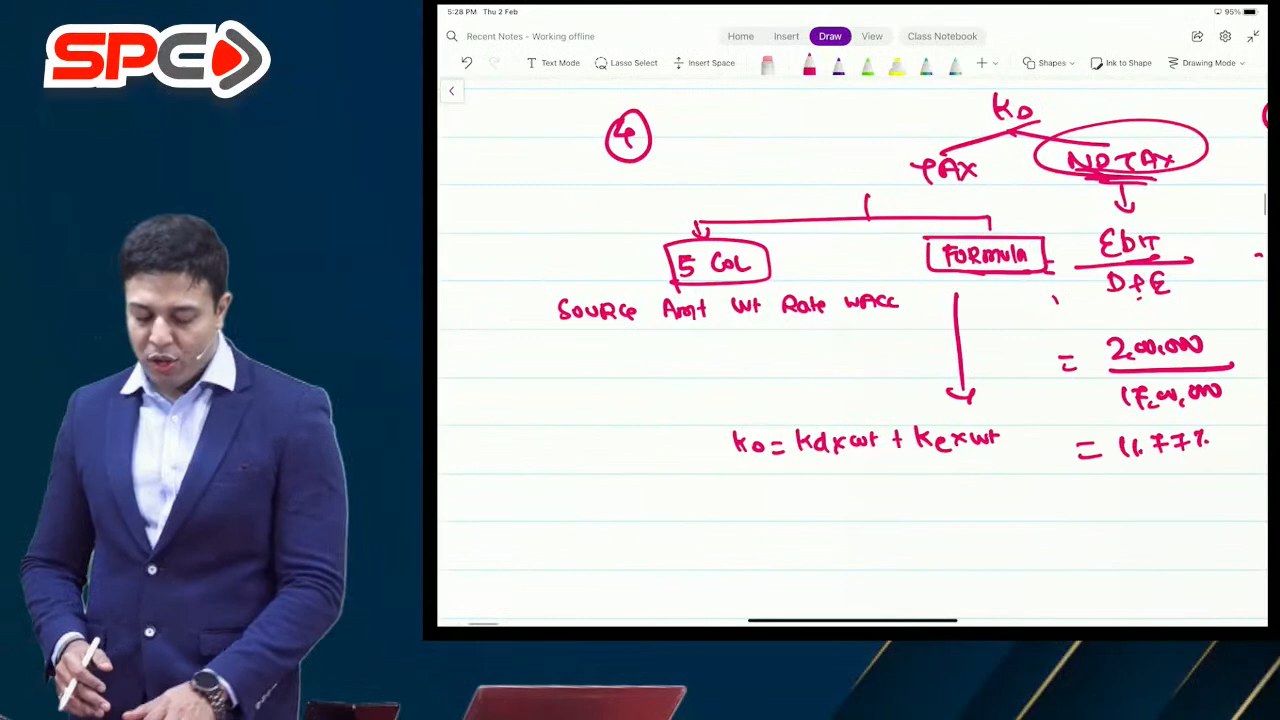 SPC
5:28 PM Thu 2 Feb
95%
Recent Notes - Working offline
Home
Insert
Draw
View
Class Notebook
Text Mode
Lasso Select
Insert Space
Shapes
Ink to Shape
Drawing Mode
4
KO
TAX
NO TAX
5 Col
FORMULA = EbIT / D+E
SOURCE Amt Wt Rate WACC
= 2,00,000 / 17,00,000
KO = Kd x wt + Ke x wt
= 11.77%